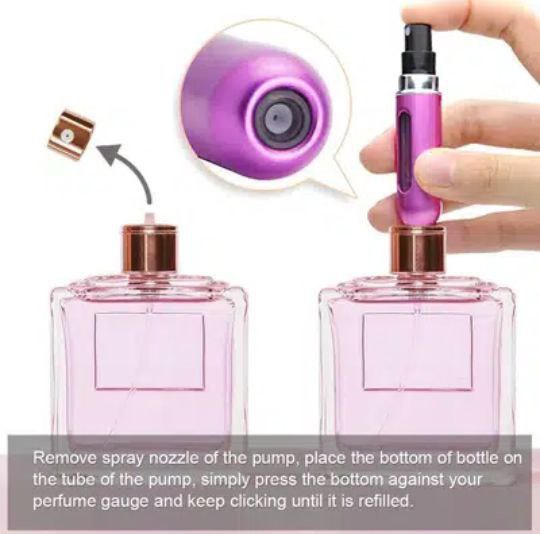 Remove spray nozzle of the pump, place the bottom of bottle on
the tube of the pump, simply press the bottom against your
perfume gauge and keep clicking until it is refilled.